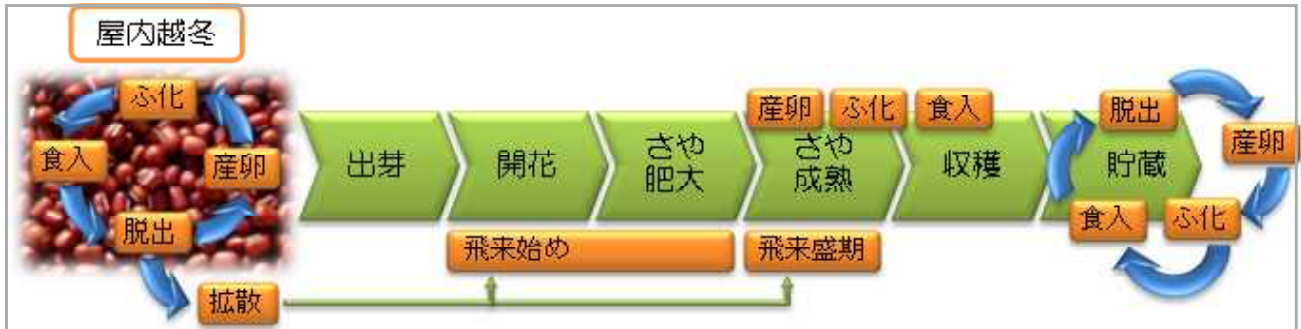 屋内越冬
ふ化
食入
産卵
脱出
拡散
出芽
開花
さや
肥大
さや
成熟
収穫
貯蔵
産卵
ふ化
食入
飛来始め
飛来盛期
脱出
産卵
ふ化
食入